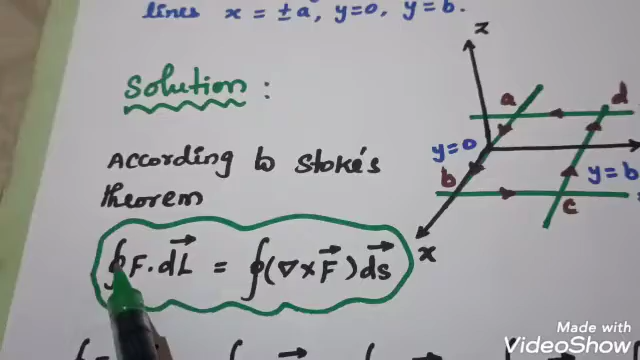 lines x = ±a, y=0, y=b.
Solution :
According to Stoke's
theorem
∮F·dL⃗ = ∮(∇×F⃗)ds⃗
z
a
d
y=0
b
y=b
c
x
Made with
VideoShow